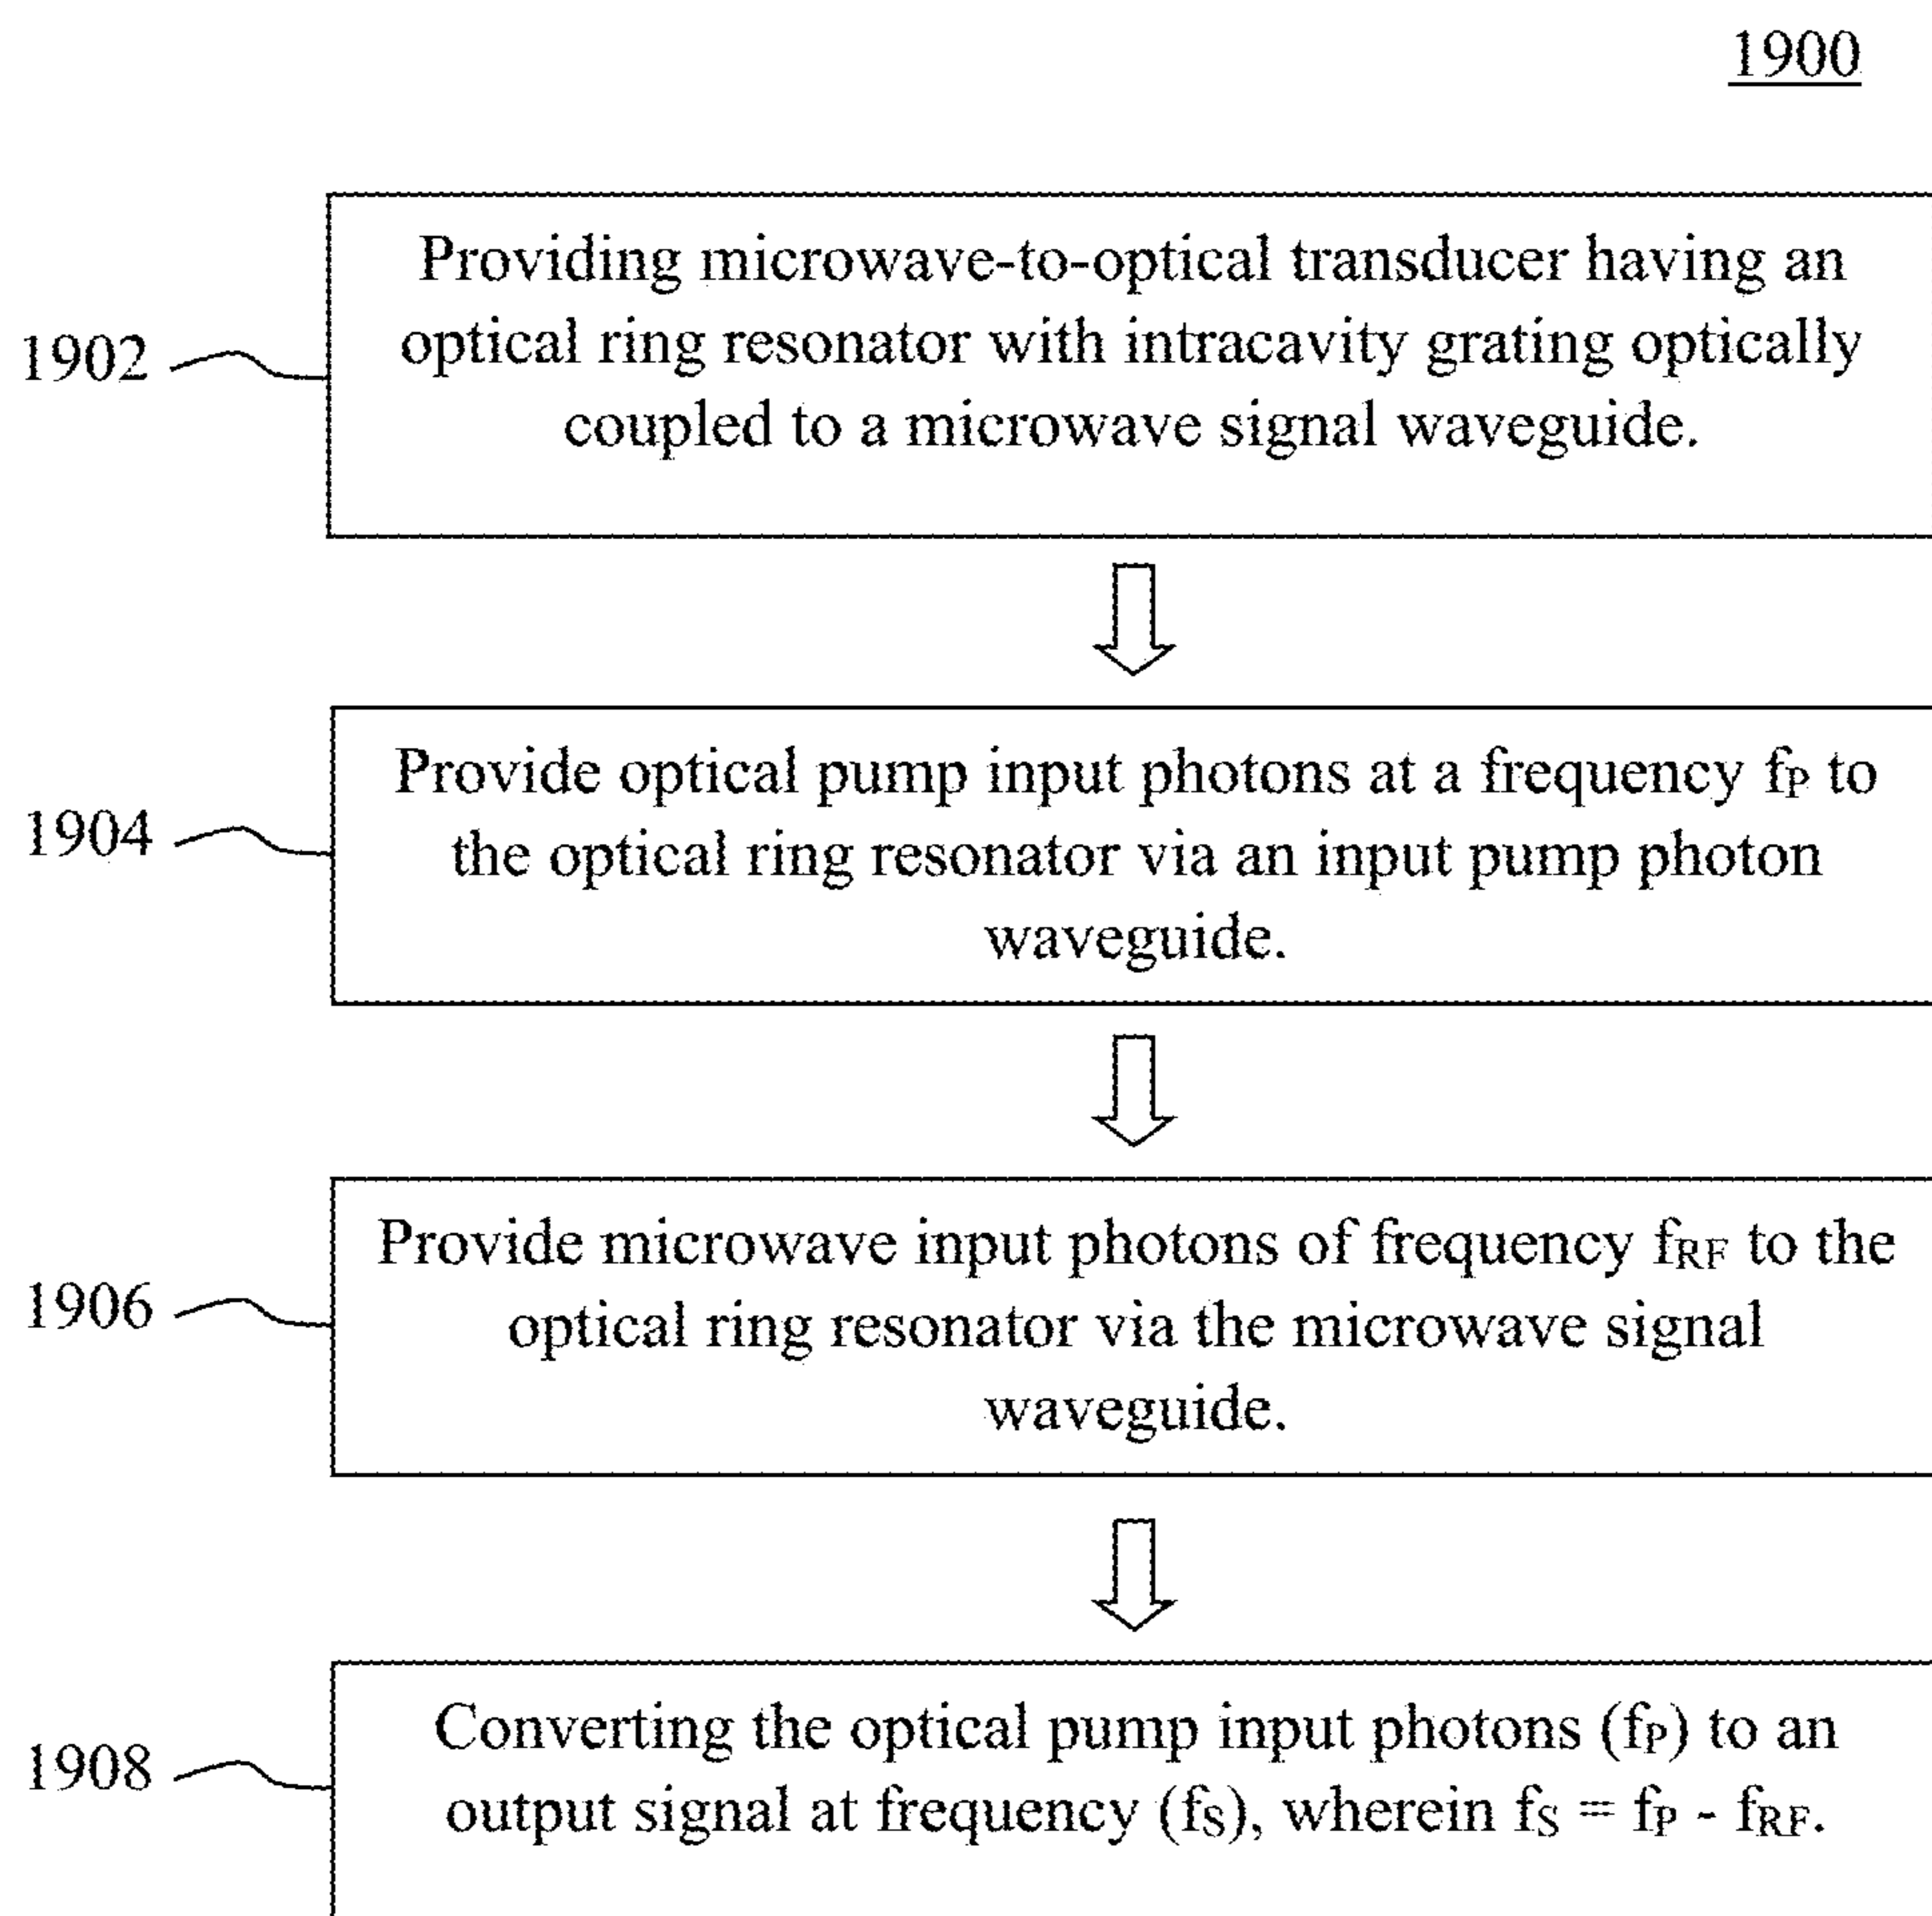 1900
Providing microwave-to-optical transducer having an
optical ring resonator with intracavity grating optically
coupled to a microwave signal waveguide.
1902
Provide optical pump input photons at a frequency fP to
the optical ring resonator via an input pump photon
waveguide.
1904
Provide microwave input photons of frequency fRF to the
optical ring resonator via the microwave signal
waveguide.
1906
Converting the optical pump input photons (fP) to an
output signal at frequency (fS), wherein fS = fP - fRF.
1908